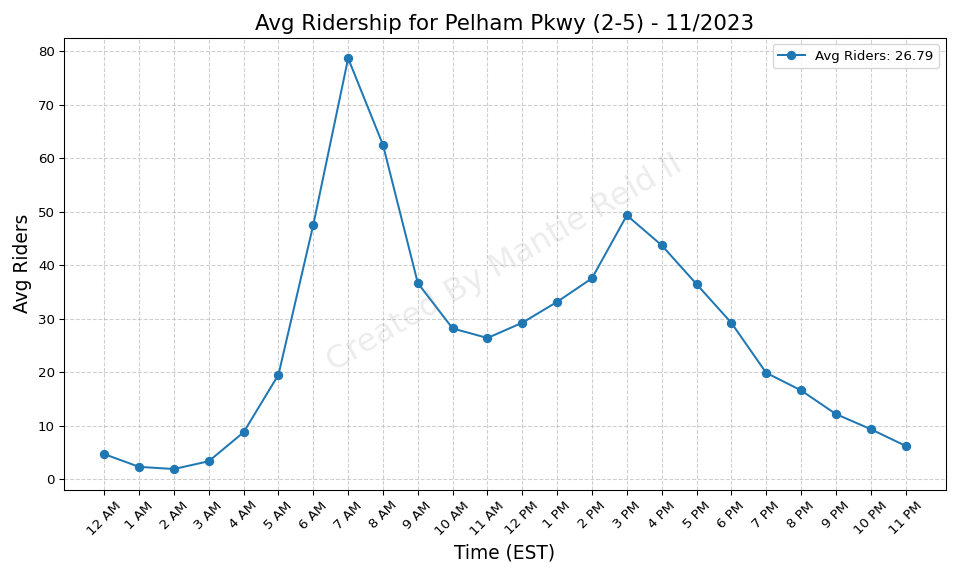 Avg Ridership for Pelham Pkwy (2-5) - 11/2023
Avg Riders: 26.79
80
70
60
50
40
30
20
10
0
Avg Riders
Created By Mantle Reid II
12 AM
1 AM
2 AM
3 AM
4 AM
5 AM
6 AM
7 AM
8 AM
9 AM
10 AM
11 AM
12 PM
1 PM
2 PM
3 PM
4 PM
5 PM
6 PM
7 PM
8 PM
9 PM
10 PM
11 PM
Time (EST)